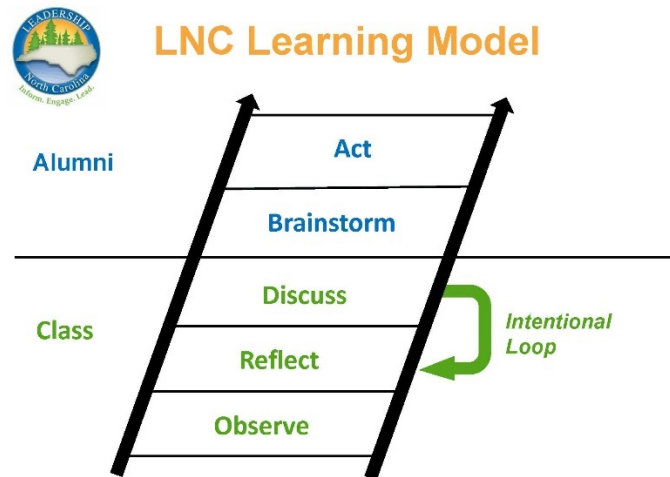 LEADERSHIP
North Carolina
Inform. Engage. Lead.
LNC Learning Model
Alumni
Act
Brainstorm
Class
Discuss
Reflect
Observe
Intentional
Loop